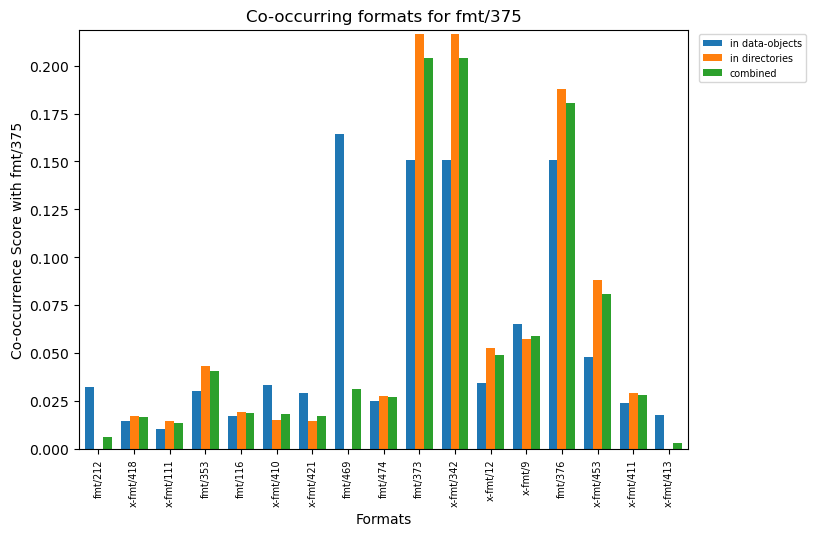 Co-occurring formats for fmt/375
in data-objects
in directories
combined
Co-occurrence Score with fmt/375
0.200
0.175
0.150
0.125
0.100
0.075
0.050
0.025
0.000
fmt/212
x-fmt/418
x-fmt/111
fmt/353
fmt/116
x-fmt/410
x-fmt/421
fmt/469
fmt/474
fmt/373
x-fmt/342
x-fmt/12
x-fmt/9
fmt/376
x-fmt/453
x-fmt/411
x-fmt/413
Formats